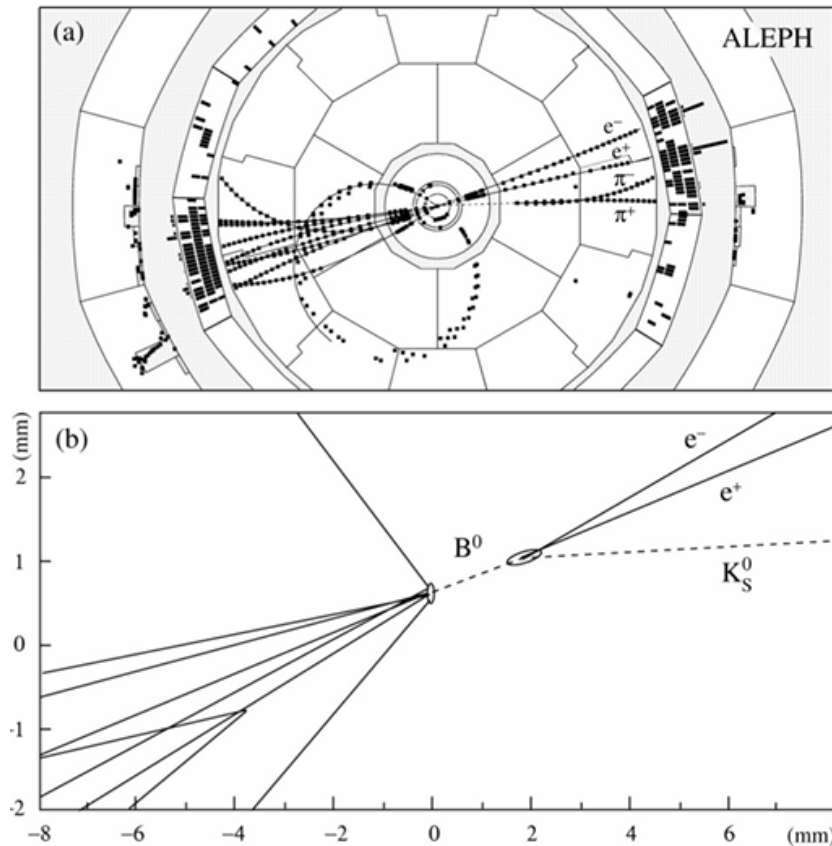 (a)
ALEPH
e⁻
e⁺
π⁻
π⁺
(mm)
(b)
2
1
0
-1
-2
e⁻
e⁺
B⁰
K⁰S
−8
−6
−4
−2
0
2
4
6
(mm)